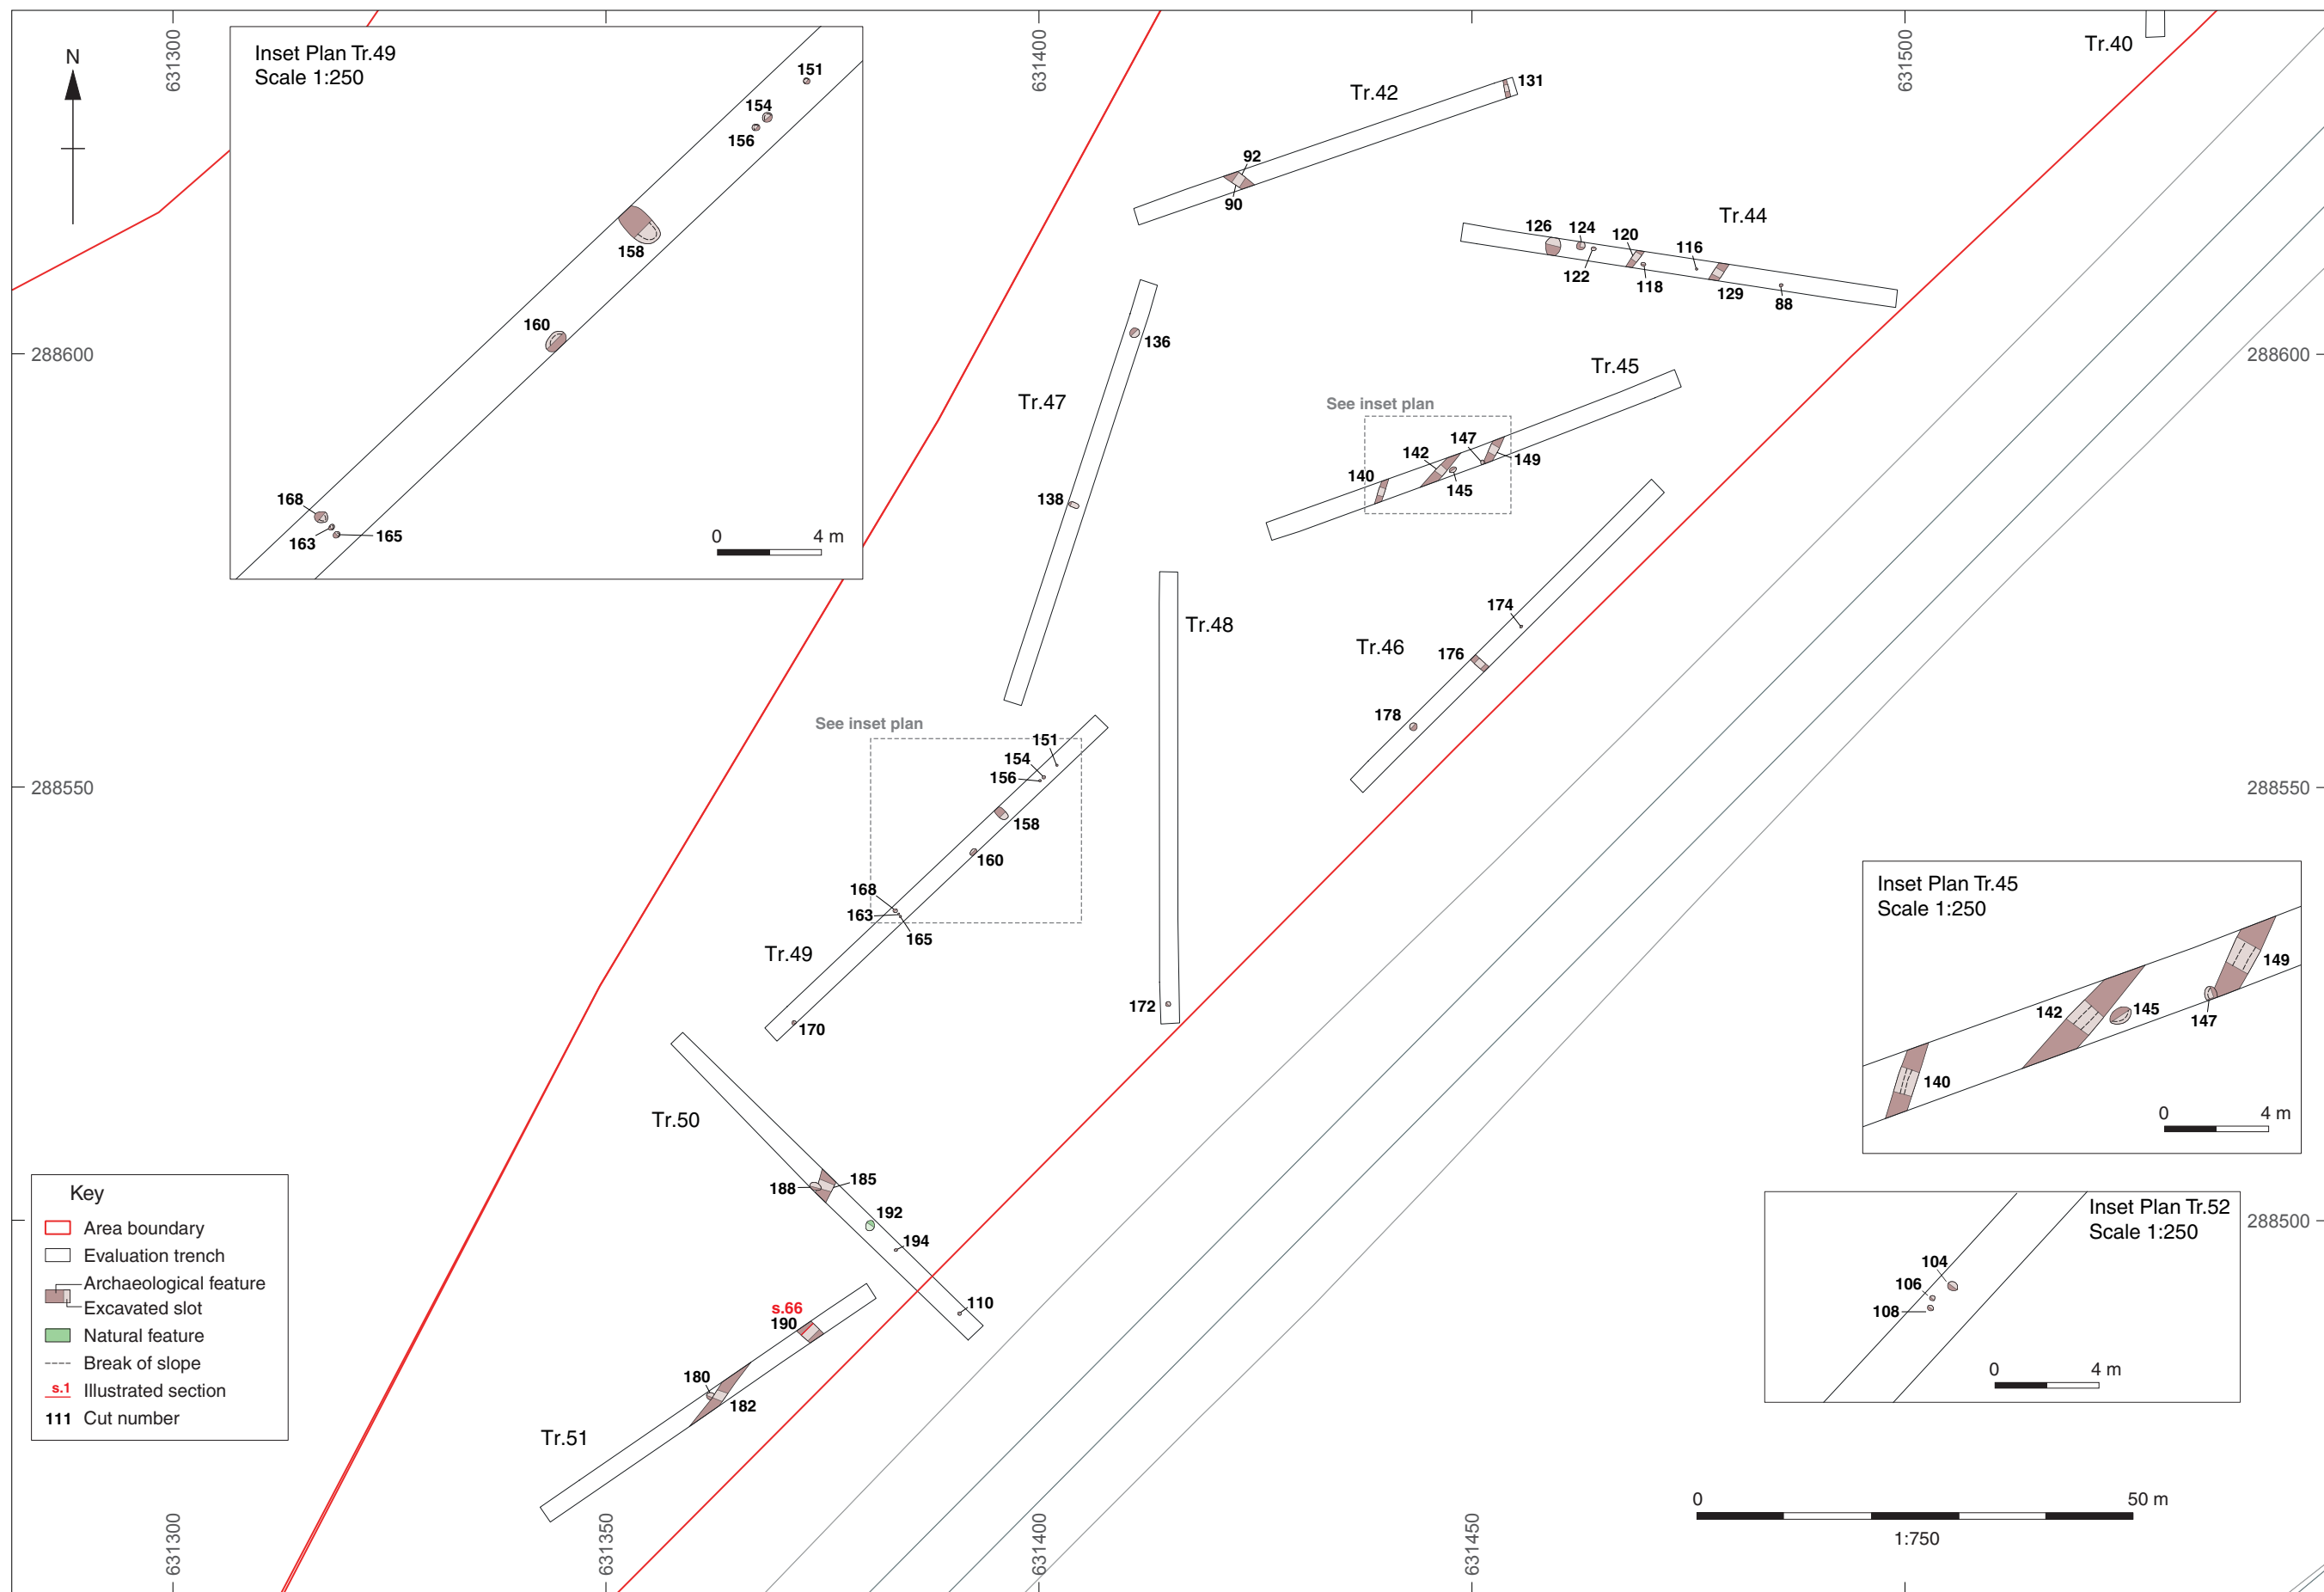 631300
631400
631500
Tr.40
N
Inset Plan Tr.49
Scale 1:250
151
154
156
158
160
168
163
165
0 4 m
Tr.42
131
92
90
Tr.44
126
124
120
116
122
118
129
88
288600
288600
136
Tr.47
138
Tr.45
See inset plan
147
142
149
140
145
Tr.48
174
Tr.46
176
178
172
See inset plan
151
154
156
158
160
168
163
165
Tr.49
170
288550
288550
Inset Plan Tr.45
Scale 1:250
149
142
145
147
140
0 4 m
Tr.50
185
188
192
194
110
Inset Plan Tr.52
Scale 1:250
104
106
108
0 4 m
288500
Key
Area boundary
Evaluation trench
Archaeological feature
Excavated slot
Natural feature
Break of slope
s.1 Illustrated section
111 Cut number
s.66
190
180
182
Tr.51
0 50 m
1:750
631300
631350
631400
631450